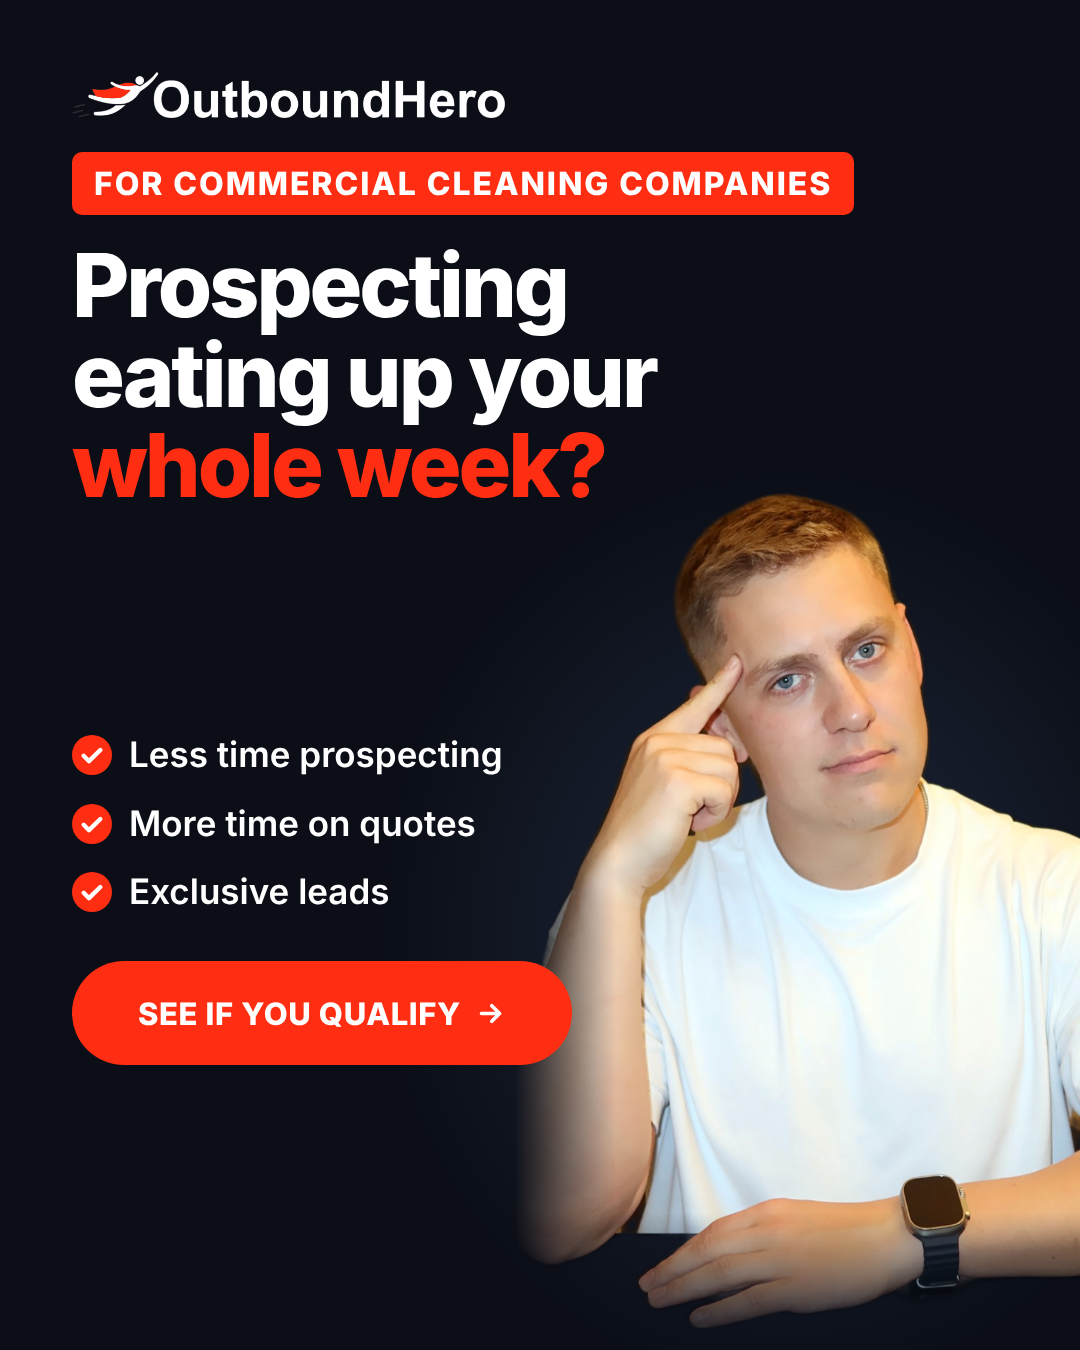 OutboundHero
FOR COMMERCIAL CLEANING COMPANIES
Prospecting
eating up your
whole week?
Less time prospecting
More time on quotes
Exclusive leads
SEE IF YOU QUALIFY →